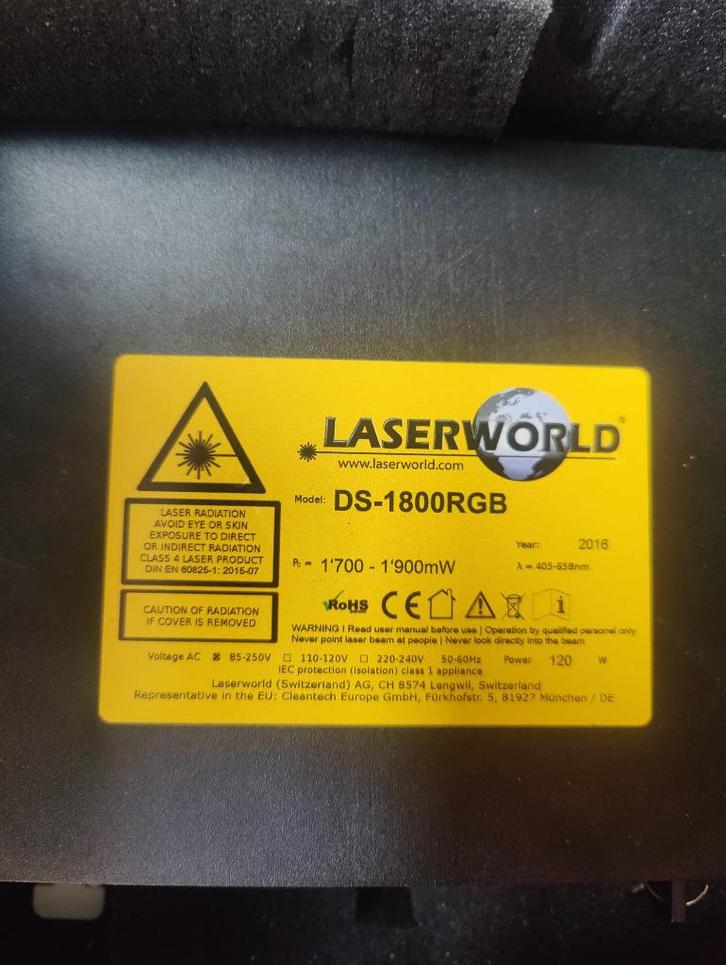 LASERWORLD®
www.laserworld.com
Model: DS-1800RGB
LASER RADIATION
AVOID EYE OR SKIN
EXPOSURE TO DIRECT
OR INDIRECT RADIATION
CLASS 4 LASER PRODUCT
DIN EN 60825-1: 2015-07
Year: 2016
P₀ = 1'700 - 1'900mW λ = 405-658nm
CAUTION OF RADIATION
IF COVER IS REMOVED
RoHS CE i
WARNING ! Read user manual before use | Operation by qualified personel only
Never point laser beam at people | Never look directly into the beam
Voltage AC ☒ 85-250V ☐ 110-120V ☐ 220-240V 50-60Hz Power 120 W
IEC protection (isolation) class 1 appliance
Laserworld (Switzerland) AG, CH 8574 Lengwil, Switzerland
Representative in the EU: Cleantech Europe GmbH, Fürkhofstr. 5, 81927 München / DE